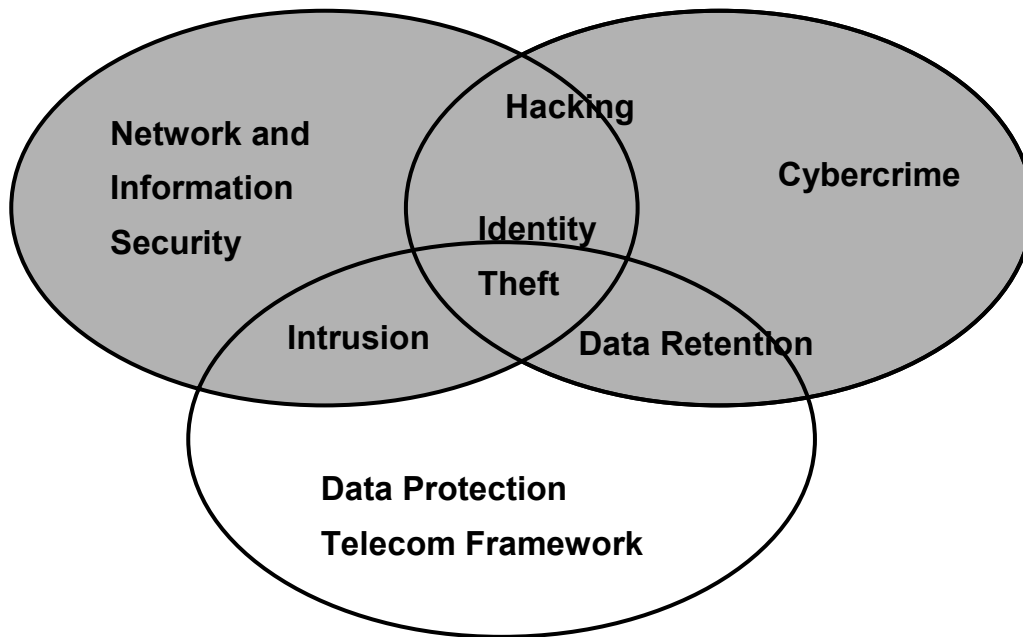 Hacking
Network and
Information
Security
Cybercrime
Identity
Theft
Intrusion
Data Retention
Data Protection
Telecom Framework